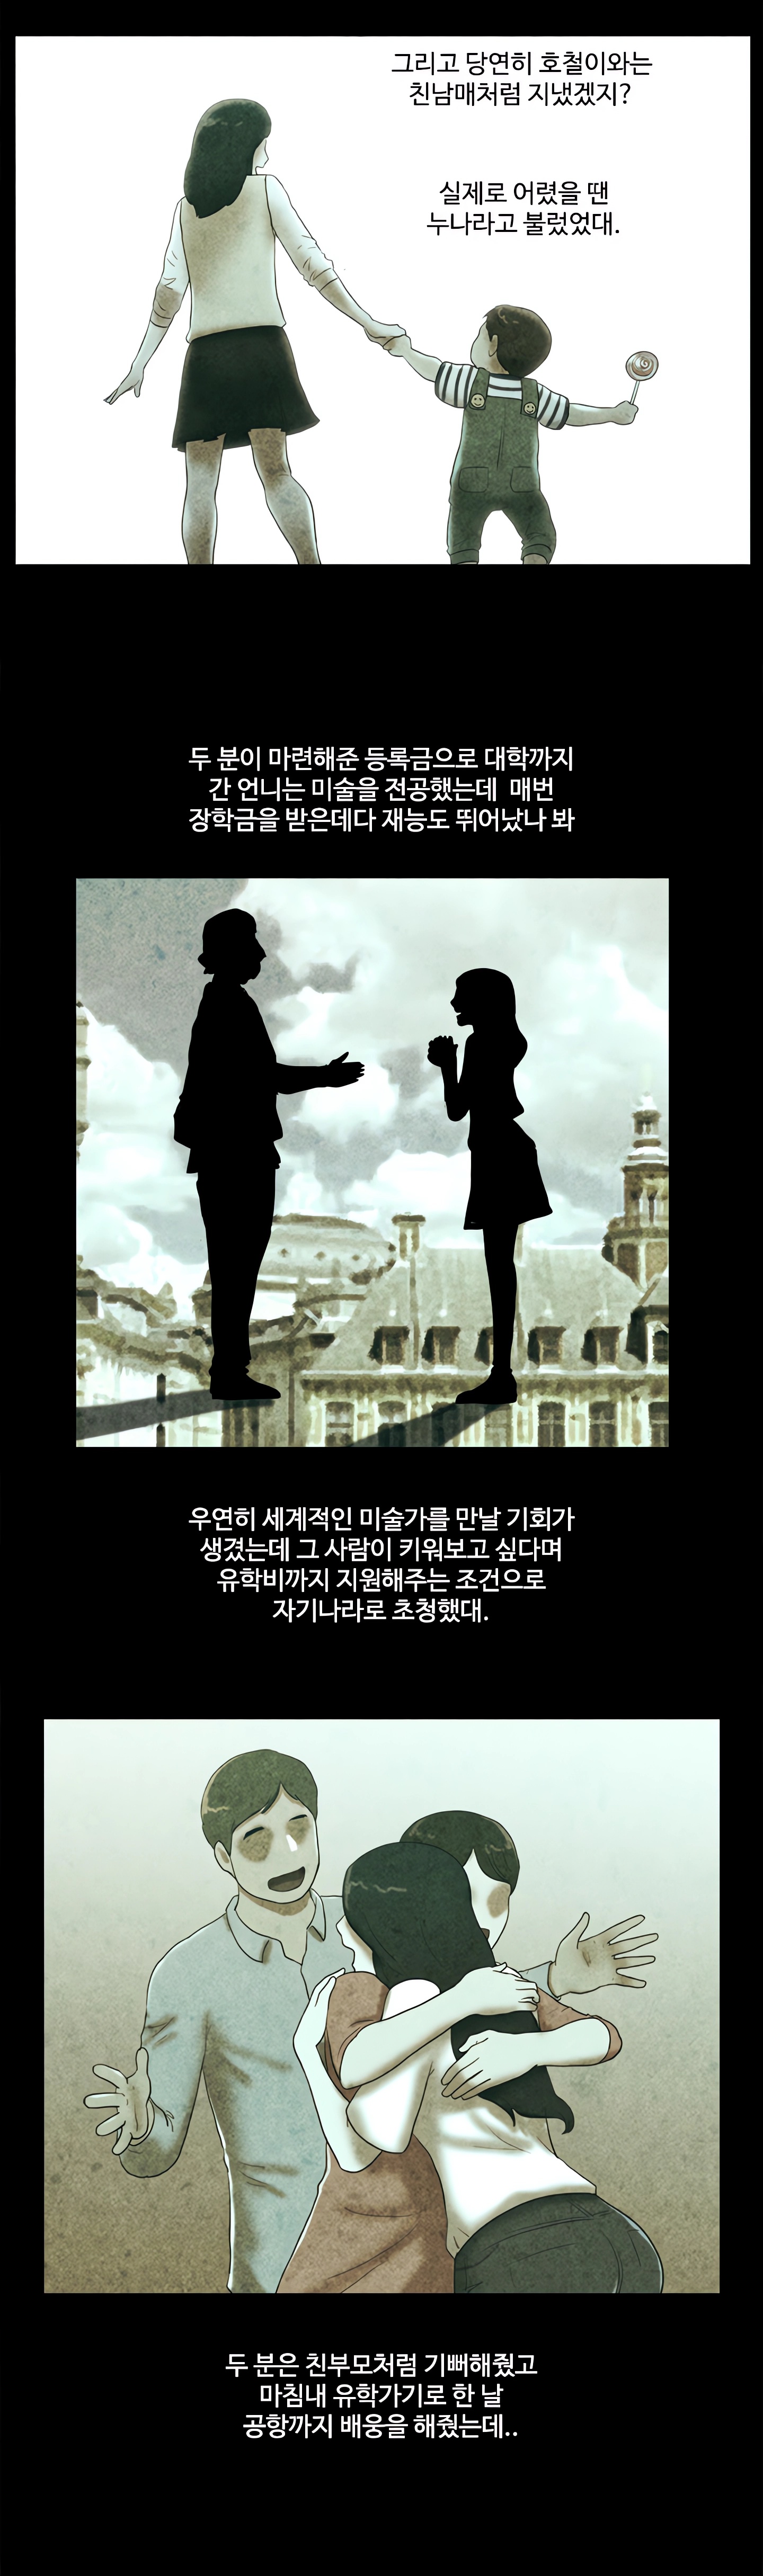 그리고 당연히 호철이와는
친남매처럼 지냈겠지?
실제로 어렸을 땐
누나라고 불렀었대.
두 분이 마련해준 등록금으로 대학까지
간 언니는 미술을 전공했는데 매번
장학금을 받은데다 재능도 뛰어났나 봐
우연히 세계적인 미술가를 만날 기회가
생겼는데 그 사람이 키워보고 싶다며
유학비까지 지원해주는 조건으로
자기나라로 초청했대.
두 분은 친부모처럼 기뻐해줬고
마침내 유학가기로 한 날
공항까지 배웅을 해줬는데..